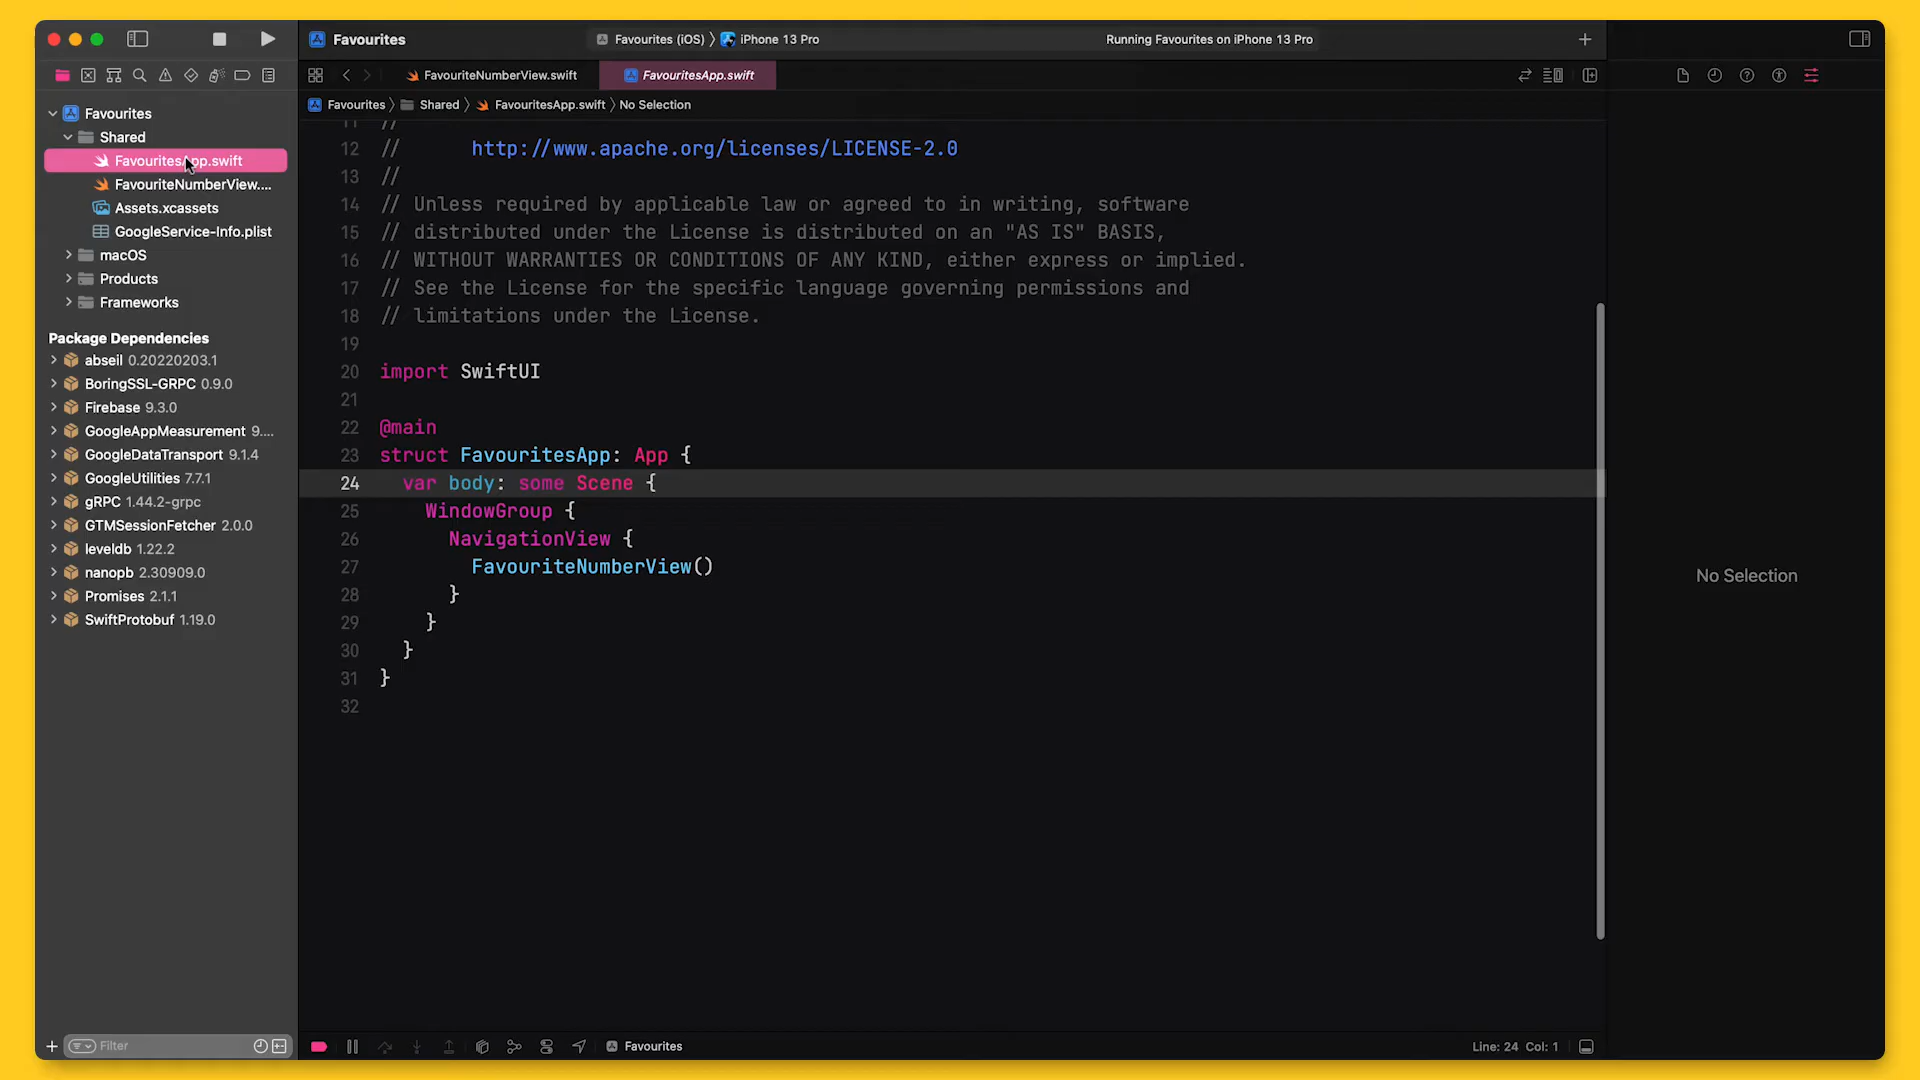 Favourites
Favourites (iOS) 〉 iPhone 13 Pro
Running Favourites on iPhone 13 Pro
FavouriteNumberView.swift
FavouritesApp.swift
Favourites 〉 Shared 〉 FavouritesApp.swift 〉 No Selection
Favourites
Shared
FavouritesApp.swift
FavouriteNumberView....
Assets.xcassets
GoogleService-Info.plist
macOS
Products
Frameworks
Package Dependencies
abseil 0.20220203.1
BoringSSL-GRPC 0.9.0
Firebase 9.3.0
GoogleAppMeasurement 9....
GoogleDataTransport 9.1.4
GoogleUtilities 7.7.1
gRPC 1.44.2-grpc
GTMSessionFetcher 2.0.0
leveldb 1.22.2
nanopb 2.30909.0
Promises 2.1.1
SwiftProtobuf 1.19.0
Filter
11 //
12 //       http://www.apache.org/licenses/LICENSE-2.0
13 //
14 // Unless required by applicable law or agreed to in writing, software
15 // distributed under the License is distributed on an "AS IS" BASIS,
16 // WITHOUT WARRANTIES OR CONDITIONS OF ANY KIND, either express or implied.
17 // See the License for the specific language governing permissions and
18 // limitations under the License.
19
20 import SwiftUI
21
22 @main
23 struct FavouritesApp: App {
24   var body: some Scene {
25     WindowGroup {
26       NavigationView {
27         FavouriteNumberView()
28       }
29     }
30   }
31 }
32
No Selection
Favourites
Line: 24 Col: 1